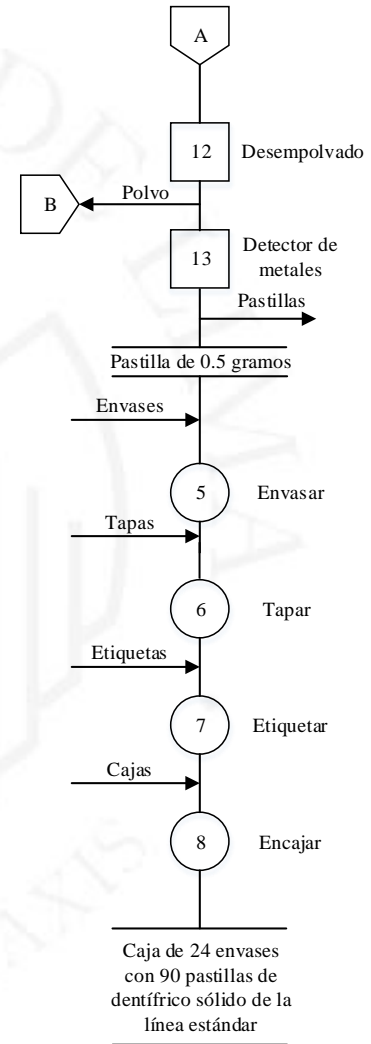 A
12 Desempolvado
Polvo
B
13 Detector de
metales
Pastillas
Pastilla de 0.5 gramos
Envases
5 Envasar
Tapas
6 Tapar
Etiquetas
7 Etiquetar
Cajas
8 Encajar
Caja de 24 envases
con 90 pastillas de
dentífrico sólido de la
línea estándar